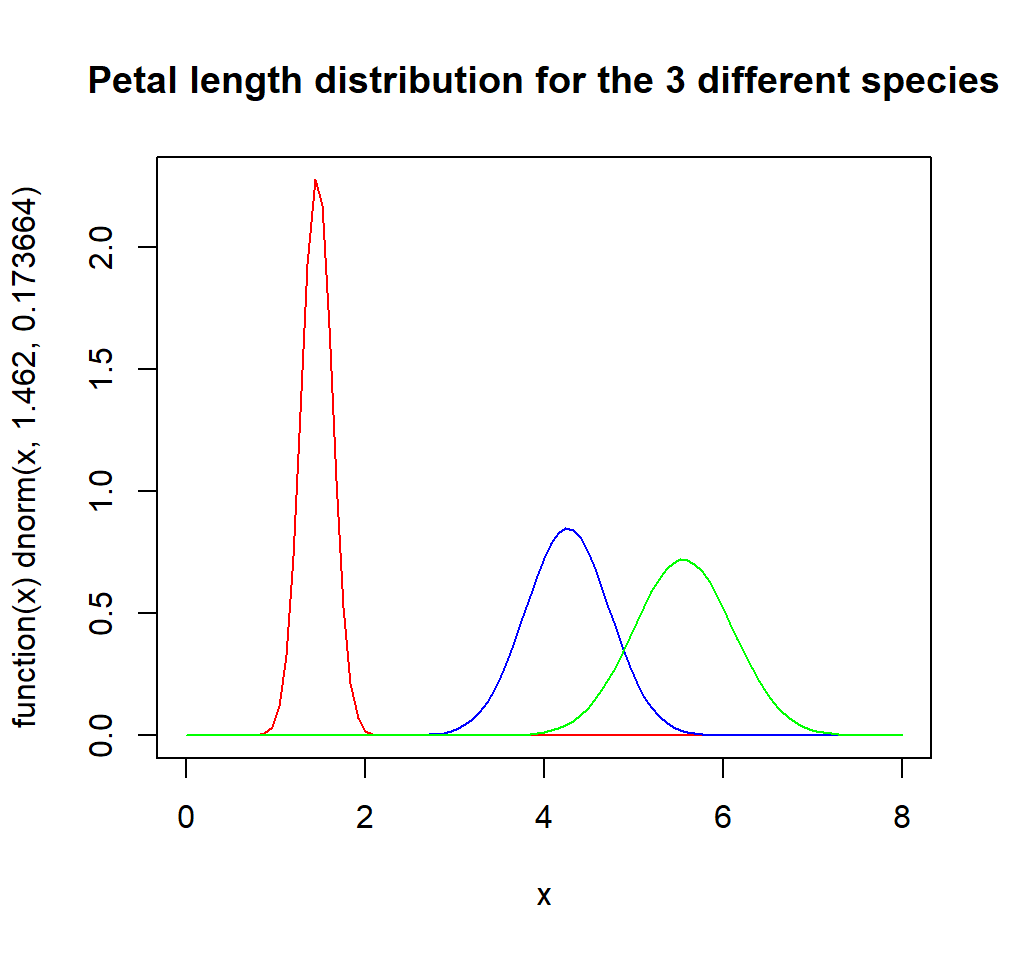 Petal length distribution for the 3 different species
function(x) dnorm(x, 1.462, 0.173664)
2.0
1.5
1.0
0.5
0.0
0 2 4 6 8
x